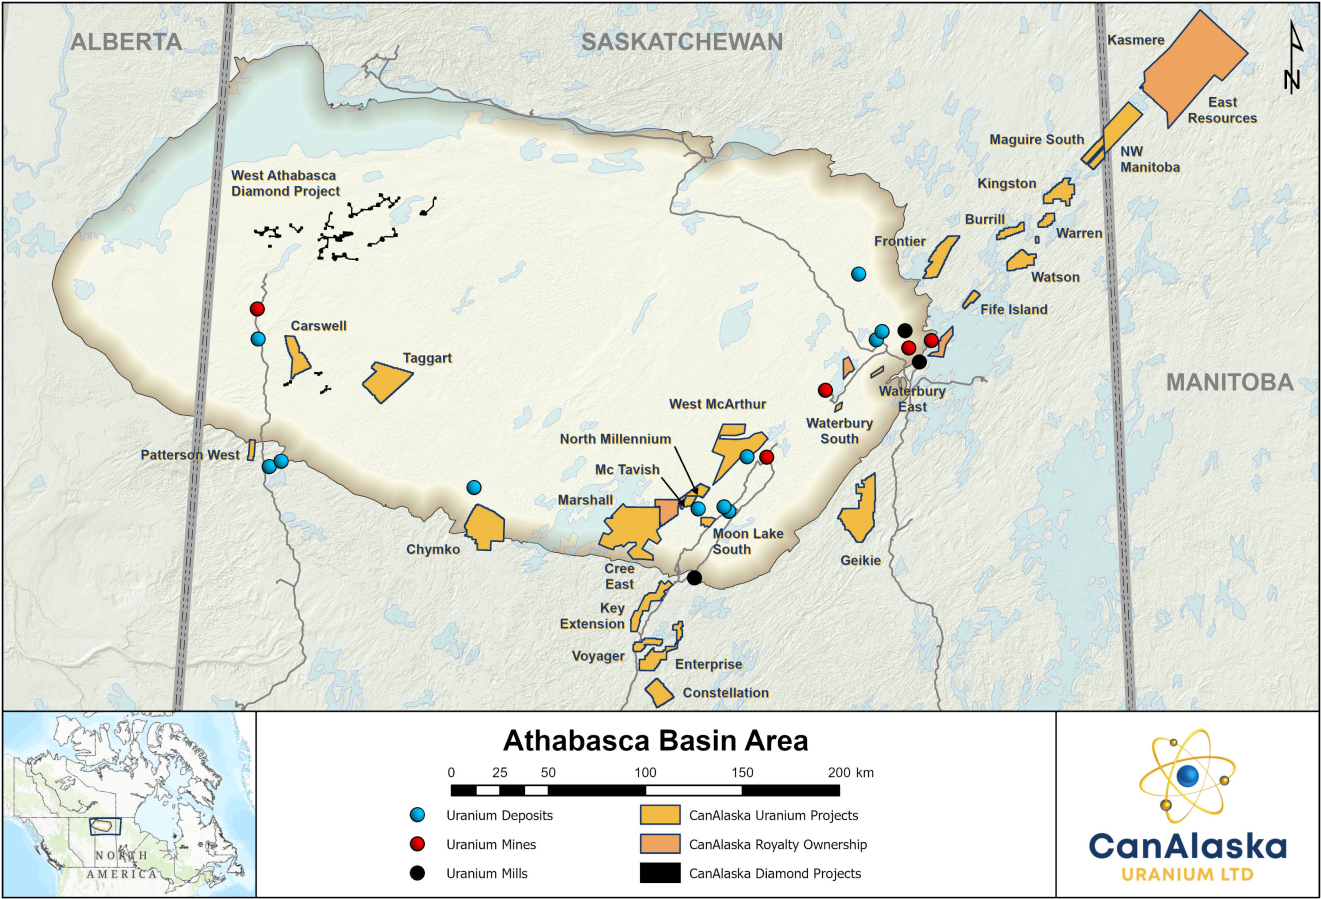 ALBERTA
SASKATCHEWAN
Kasmere
N
East
Resources
Maguire South
NW
Manitoba
West Athabasca
Diamond Project
Kingston
Burrill
Warren
Frontier
Watson
Fife Island
Carswell
Taggart
MANITOBA
Waterbury
East
West McArthur
Waterbury
South
North Millennium
Patterson West
Mc Tavish
Marshall
Moon Lake
South
Chymko
Geikie
Cree
East
Key
Extension
Voyager
Enterprise
Constellation
NORTH
AMERICA
Athabasca Basin Area
0 25 50 100 150 200 km
Uranium Deposits
CanAlaska Uranium Projects
Uranium Mines
CanAlaska Royalty Ownership
Uranium Mills
CanAlaska Diamond Projects
CanAlaska
URANIUM LTD